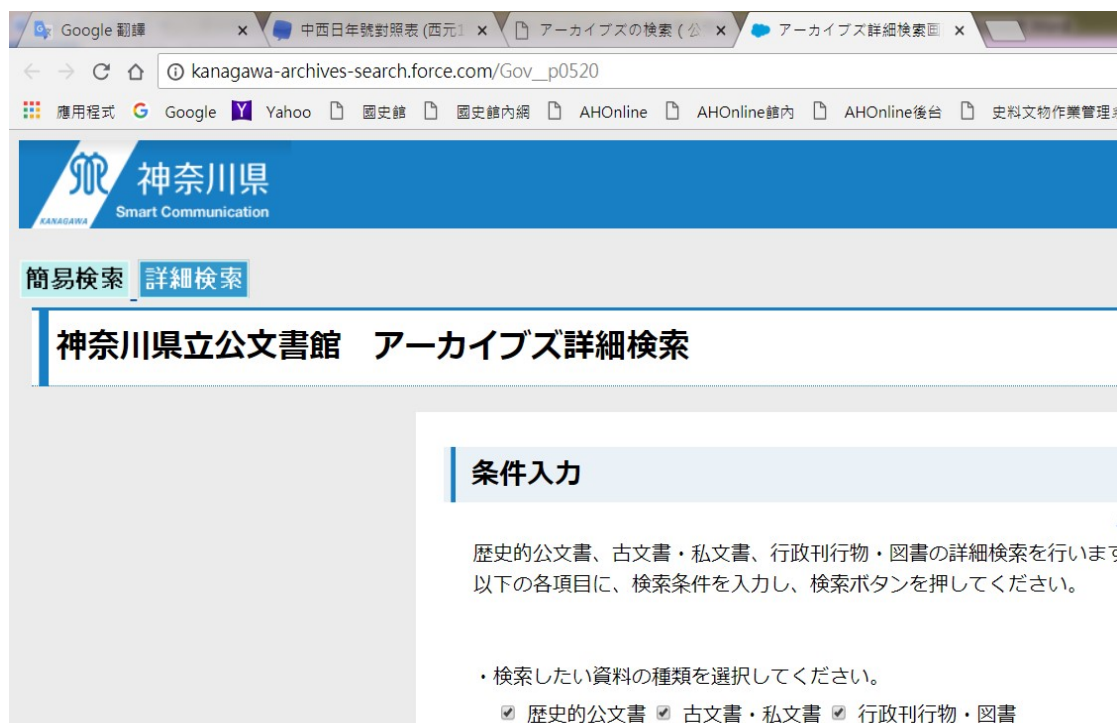 Google 翻譯
中西日年號對照表 (西元1
アーカイブズの検索 ( 公
アーカイブズ詳細検索画
kanagawa-archives-search.force.com/Gov__p0520
應用程式 Google Yahoo 國史館 國史館內網 AHOnline AHOnline館內 AHOnline後台 史料文物作業管理
神奈川県
KANAGAWA
Smart Communication
簡易検索 詳細検索
神奈川県立公文書館 アーカイブズ詳細検索
条件入力
歴史的公文書、古文書・私文書、行政刊行物・図書の詳細検索を行います
以下の各項目に、検索条件を入力し、検索ボタンを押してください。
・検索したい資料の種類を選択してください。
歴史的公文書 古文書・私文書 行政刊行物・図書